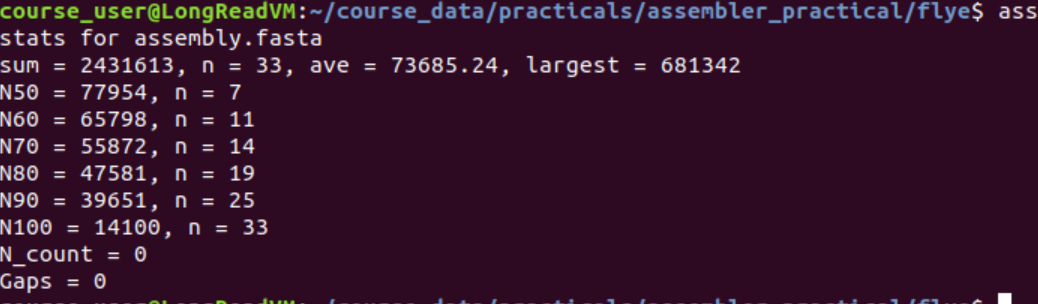 course_user@LongReadVM:~/course_data/practicals/assembler_practical/flye$ ass
stats for assembly.fasta
sum = 2431613, n = 33, ave = 73685.24, largest = 681342
N50 = 77954, n = 7
N60 = 65798, n = 11
N70 = 55872, n = 14
N80 = 47581, n = 19
N90 = 39651, n = 25
N100 = 14100, n = 33
N_count = 0
Gaps = 0